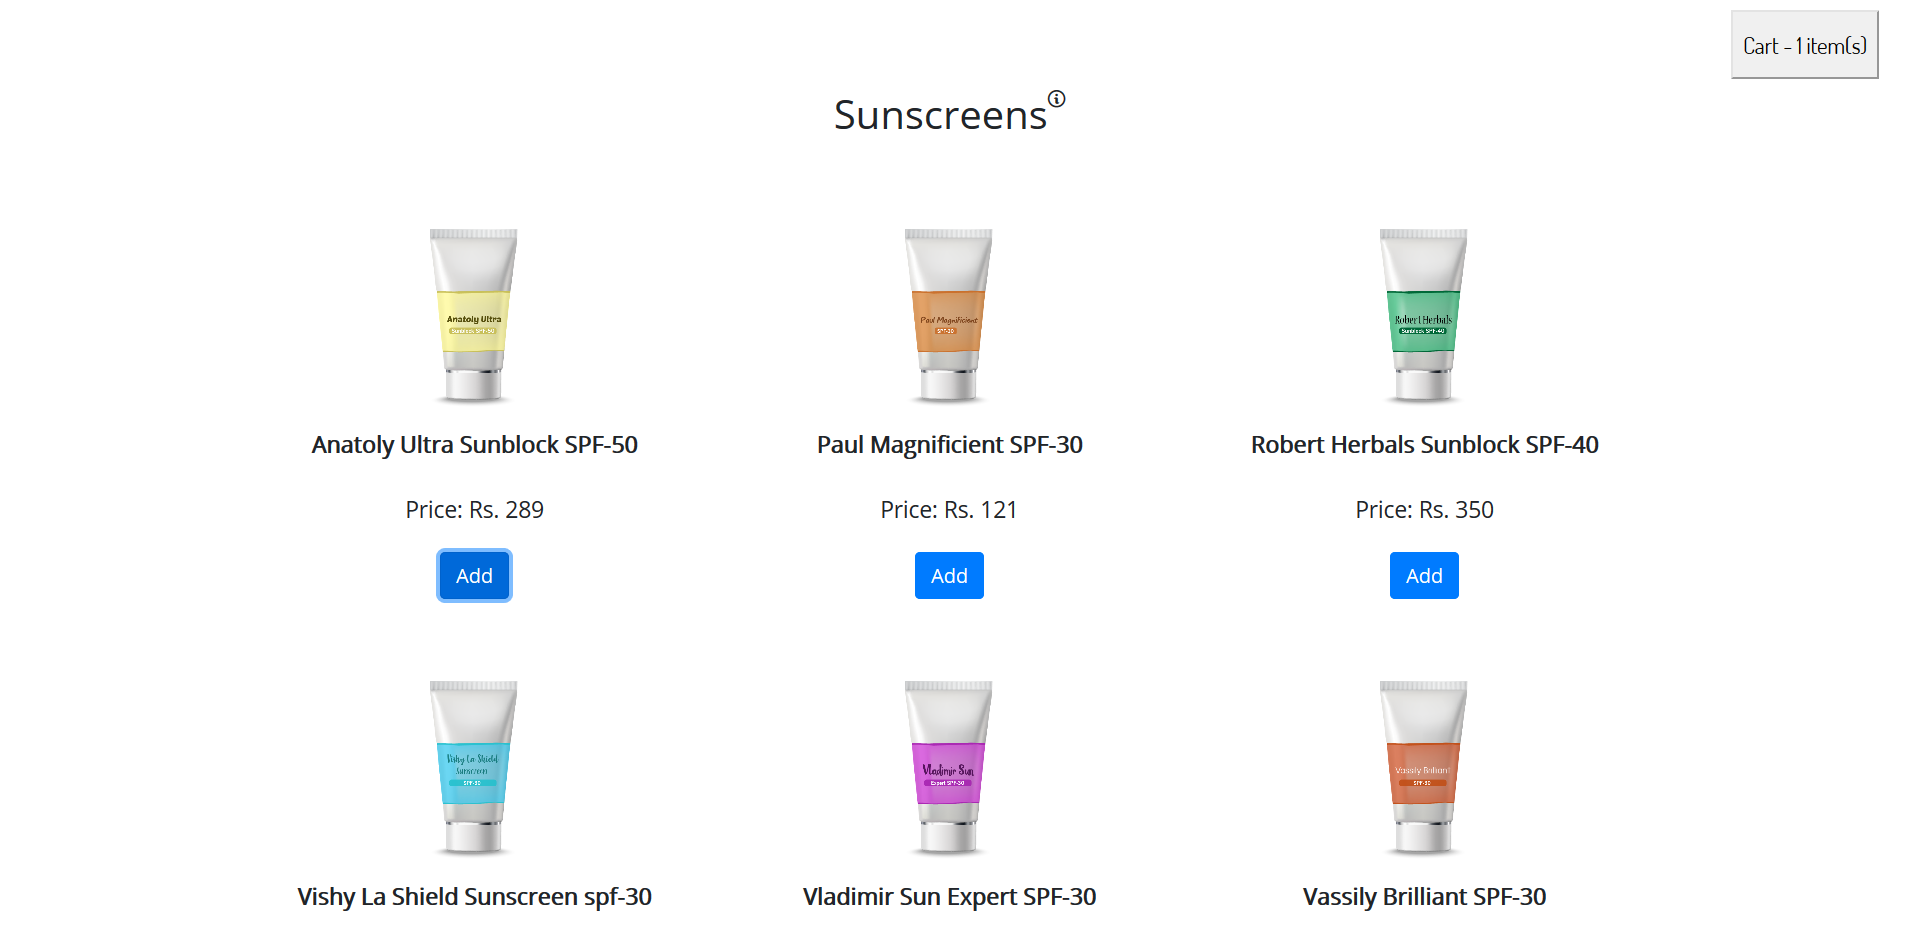 Cart - 1 item(s)
Sunscreens
Anatoly Ultra
Sunblock SPF-50
Paul Magnificient
SPF-30
Robert Herbals
Sunblock SPF-40
Anatoly Ultra Sunblock SPF-50
Paul Magnificient SPF-30
Robert Herbals Sunblock SPF-40
Price: Rs. 289
Price: Rs. 121
Price: Rs. 350
Add
Add
Add
Vishy La Shield
Sunscreen
SPF-30
Vladimir Sun
Expert SPF-30
Vassily Briliant
SPF-30
Vishy La Shield Sunscreen spf-30
Vladimir Sun Expert SPF-30
Vassily Brilliant SPF-30